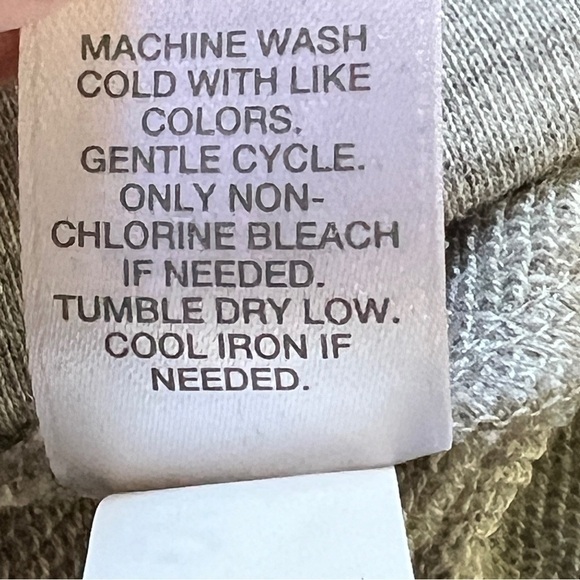 MACHINE WASH
COLD WITH LIKE
COLORS.
GENTLE CYCLE.
ONLY NON-
CHLORINE BLEACH
IF NEEDED.
TUMBLE DRY LOW.
COOL IRON IF
NEEDED.